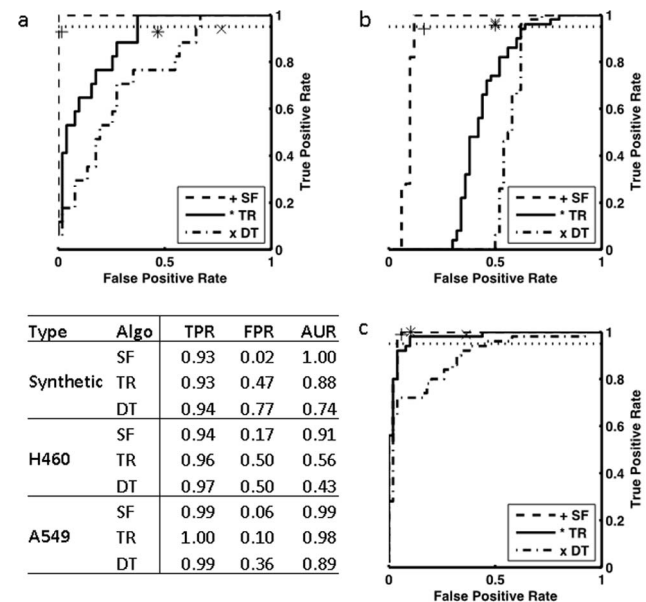 a
1
0.8
0.6
0.4
0.2
0
True Positive Rate
0 0.5 1
False Positive Rate
+ SF
* TR
x DT
b
1
0.8
0.6
0.4
0.2
0
True Positive Rate
0 0.5 1
False Positive Rate
+ SF
* TR
x DT
Type Algo TPR FPR AUR
SF 0.93 0.02 1.00
Synthetic TR 0.93 0.47 0.88
DT 0.94 0.77 0.74
SF 0.94 0.17 0.91
H460 TR 0.96 0.50 0.56
DT 0.97 0.50 0.43
SF 0.99 0.06 0.99
A549 TR 1.00 0.10 0.98
DT 0.99 0.36 0.89
c
1
0.8
0.6
0.4
0.2
0
True Positive Rate
0 0.5 1
False Positive Rate
+ SF
* TR
x DT